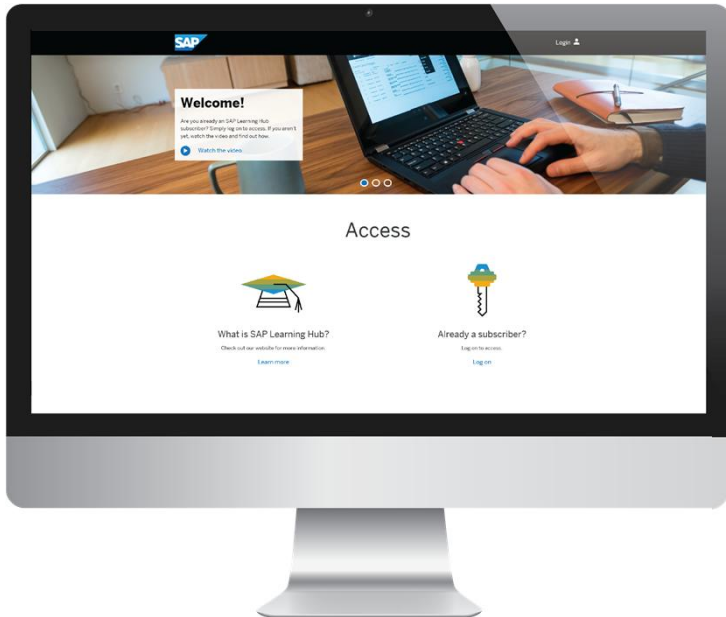 SAP
Login
Welcome!
Are you already an SAP Learning Hub
subscriber? Simply log on to access. If you aren't
yet, watch the video and find out how.
Watch the video
Access
What is SAP Learning Hub?
Check out our website for more information.
Learn more
Already a subscriber?
Log on to access.
Log on